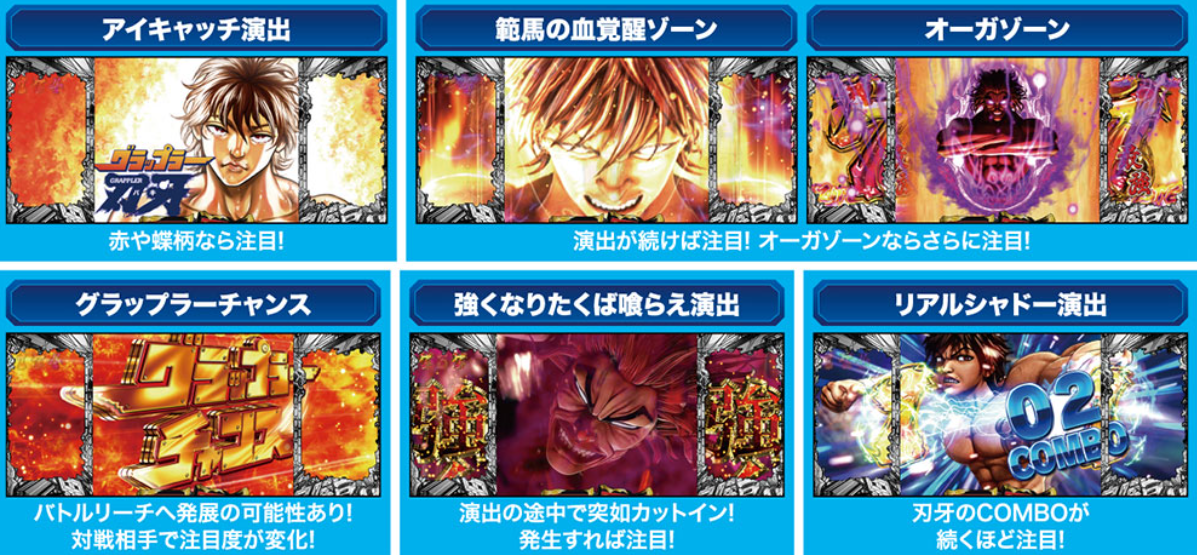 アイキャッチ演出
グラップラー
GRAPPLER
刃牙
バキ
赤や蝶柄なら注目!
範馬の血覚醒ゾーン
オーガゾーン
演出が続けば注目! オーガゾーンならさらに注目!
グラップラーチャンス
グラップラー
チャンス
バトルリーチへ発展の可能性あり!
対戦相手で注目度が変化!
強くなりたくば喰らえ演出
強
強
演出の途中で突如カットイン!
発生すれば注目!
リアルシャドー演出
02
COMBO
刃牙のCOMBOが
続くほど注目!